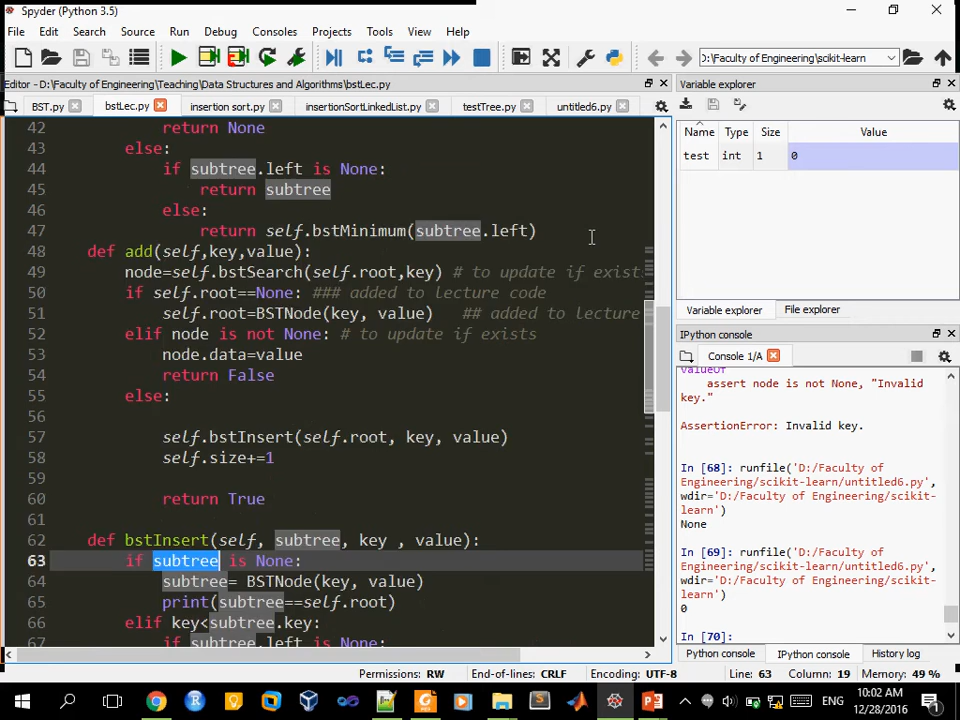 Spyder (Python 3.5)
File Edit Search Source Run Debug Consoles Projects Tools View Help
:\Faculty of Engineering\scikit-learn
Editor - D:\Faculty of Engineering\Teaching\Data Structures and Algorithms\bstLec.py
BST.py bstLec.py insertion sort.py insertionSortLinkedList.py testTree.py untitled6.py
42 return None
43 else:
44 if subtree.left is None:
45 return subtree
46 else:
47 return self.bstMinimum(subtree.left)
48 def add(self,key,value):
49 node=self.bstSearch(self.root,key) # to update if exists
50 if self.root==None: ### added to lecture code
51 self.root=BSTNode(key, value) ## added to lecture
52 elif node is not None: # to update if exists
53 node.data=value
54 return False
55 else:
56
57 self.bstInsert(self.root, key, value)
58 self.size+=1
59
60 return True
61
62 def bstInsert(self, subtree, key , value):
63 if subtree is None:
64 subtree= BSTNode(key, value)
65 print(subtree==self.root)
66 elif key<subtree.key:
67 if subtree.left is None:
Variable explorer
Name Type Size Value
test int 1 0
Variable explorer File explorer
IPython console
Console 1/A
valueOf
assert node is not None, "Invalid
key."
AssertionError: Invalid key.
In [68]: runfile('D:/Faculty of
Engineering/scikit-learn/untitled6.py',
wdir='D:/Faculty of Engineering/scikit-
learn')
None
In [69]: runfile('D:/Faculty of
Engineering/scikit-learn/untitled6.py',
wdir='D:/Faculty of Engineering/scikit-
learn')
0
In [70]:
Python console IPython console History log
Permissions: RW End-of-lines: CRLF Encoding: UTF-8 Line: 63 Column: 19 Memory: 49 %
ENG
10:02 AM
12/28/2016